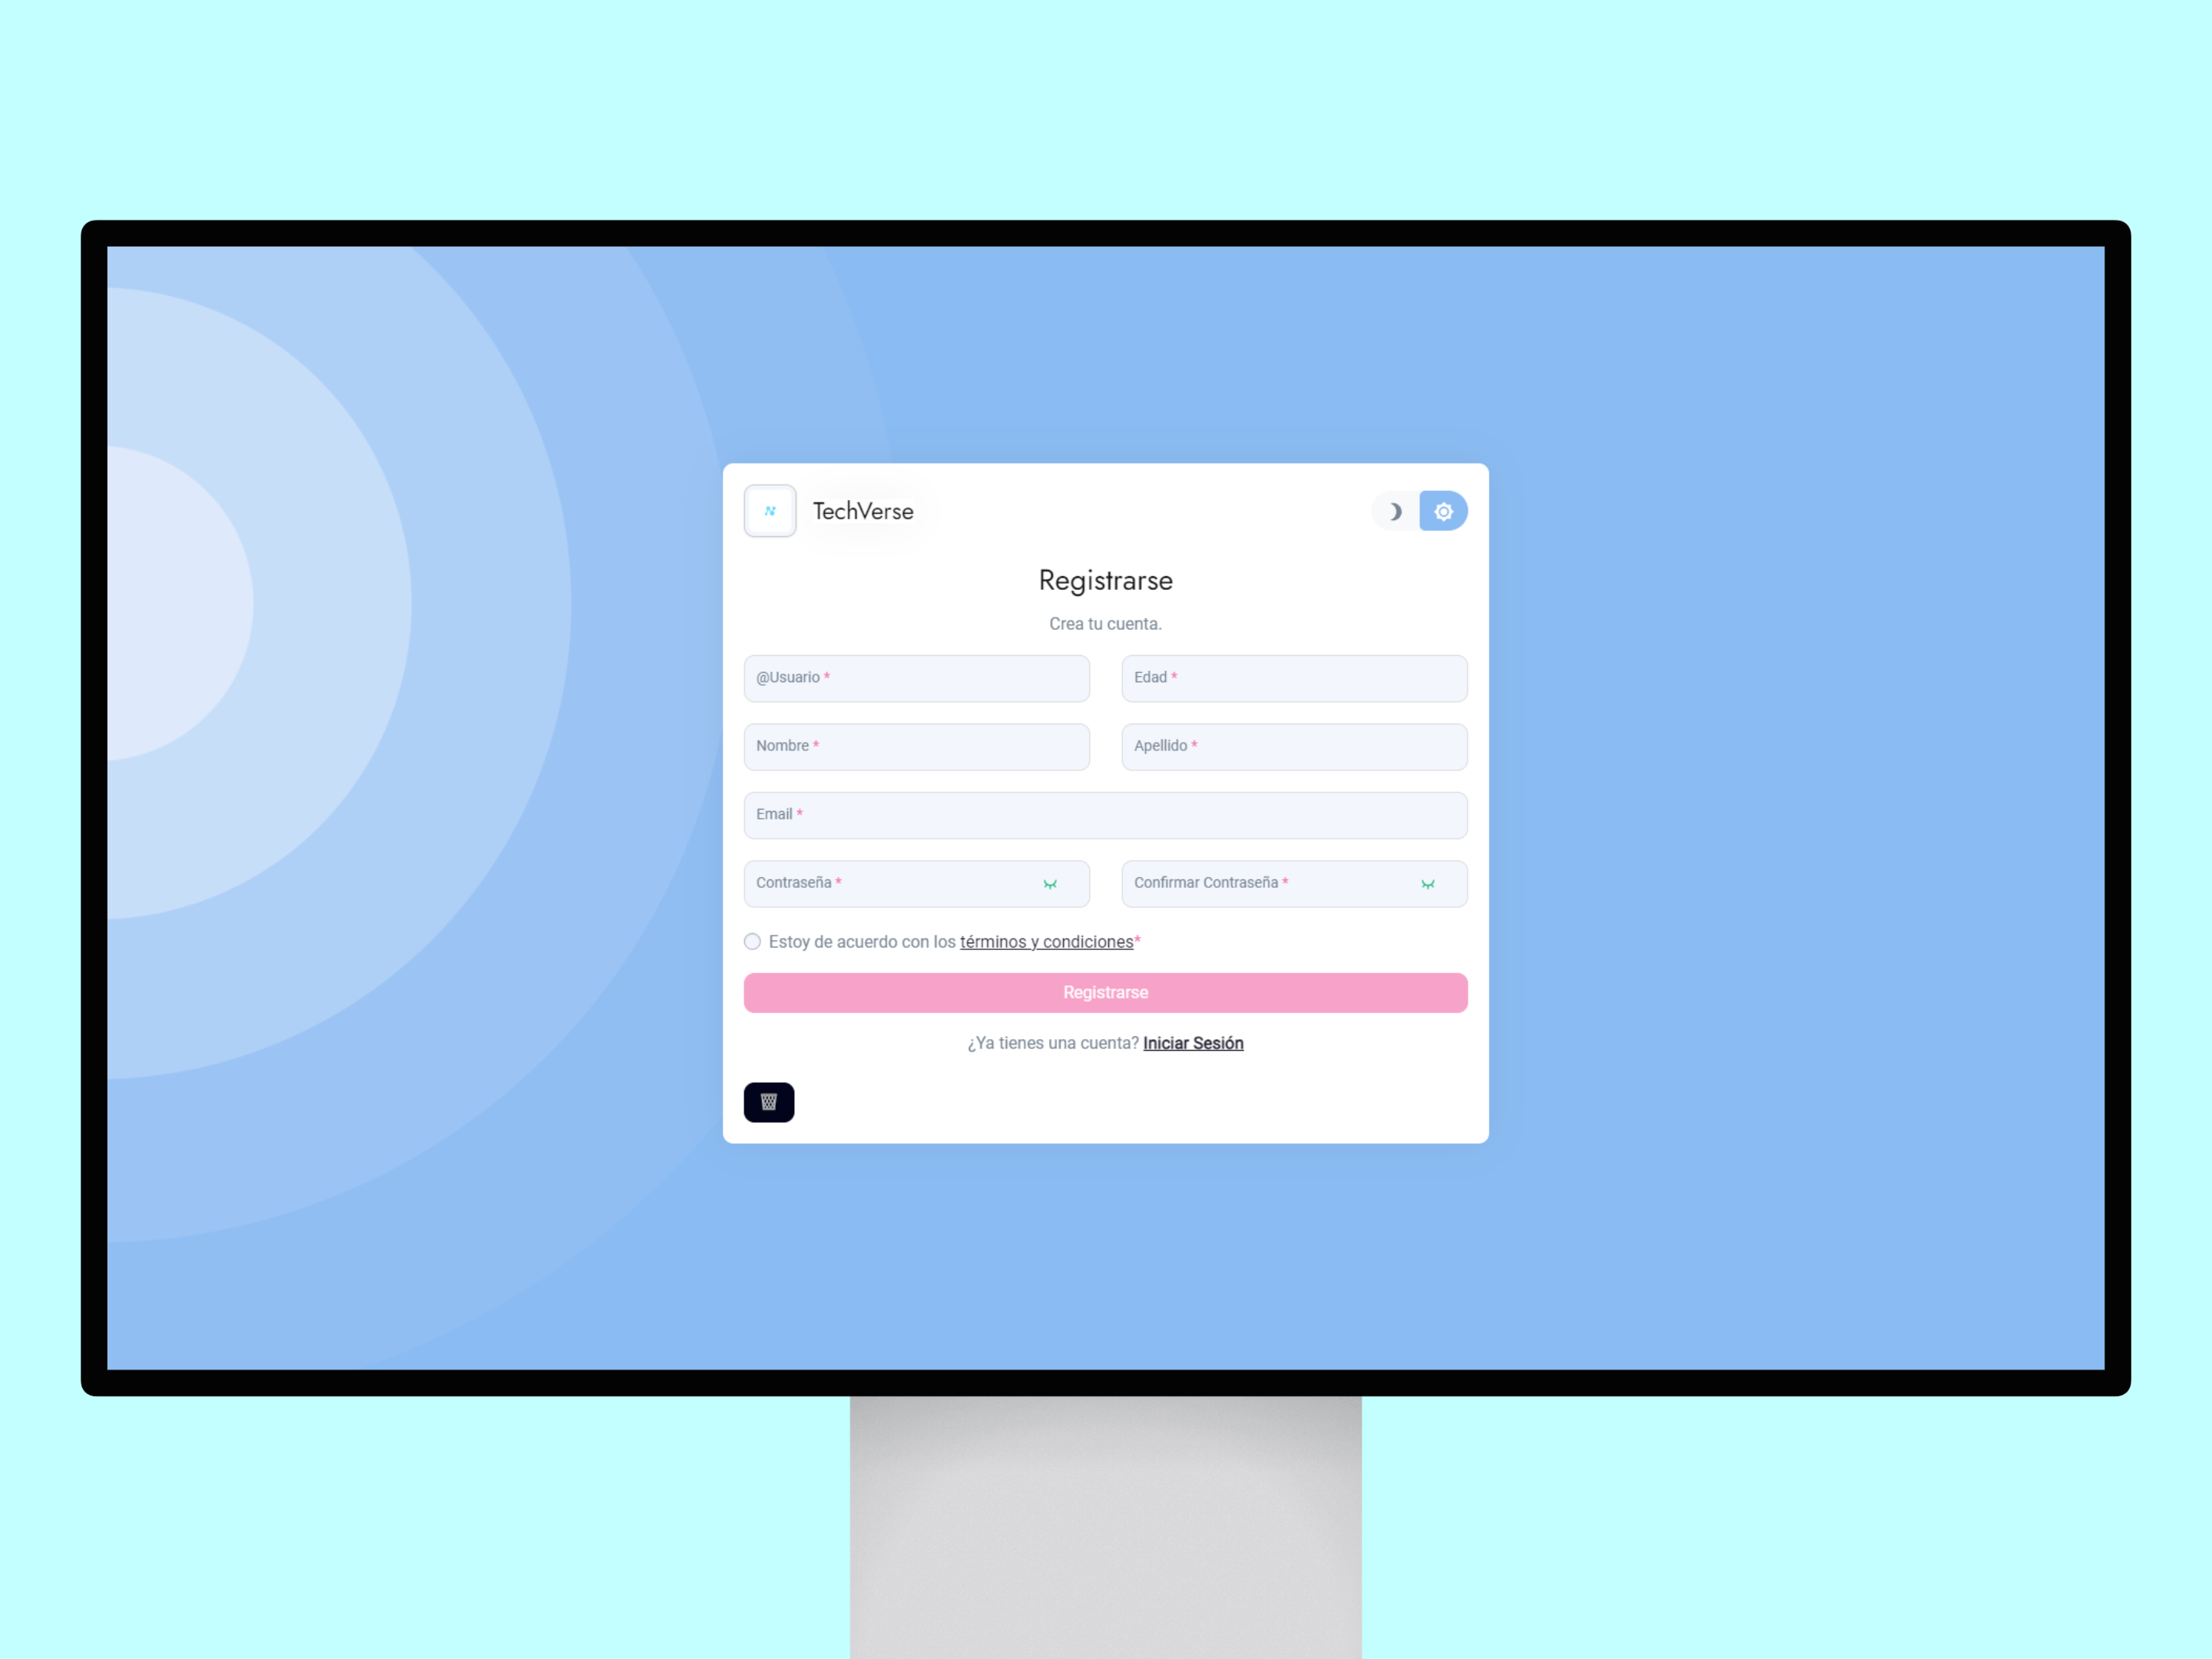 TechVerse
Registrarse
Crea tu cuenta.
@Usuario *
Edad *
Nombre *
Apellido *
Email *
Contraseña *
Confirmar Contraseña *
Estoy de acuerdo con los términos y condiciones*
Registrarse
¿Ya tienes una cuenta? Iniciar Sesión